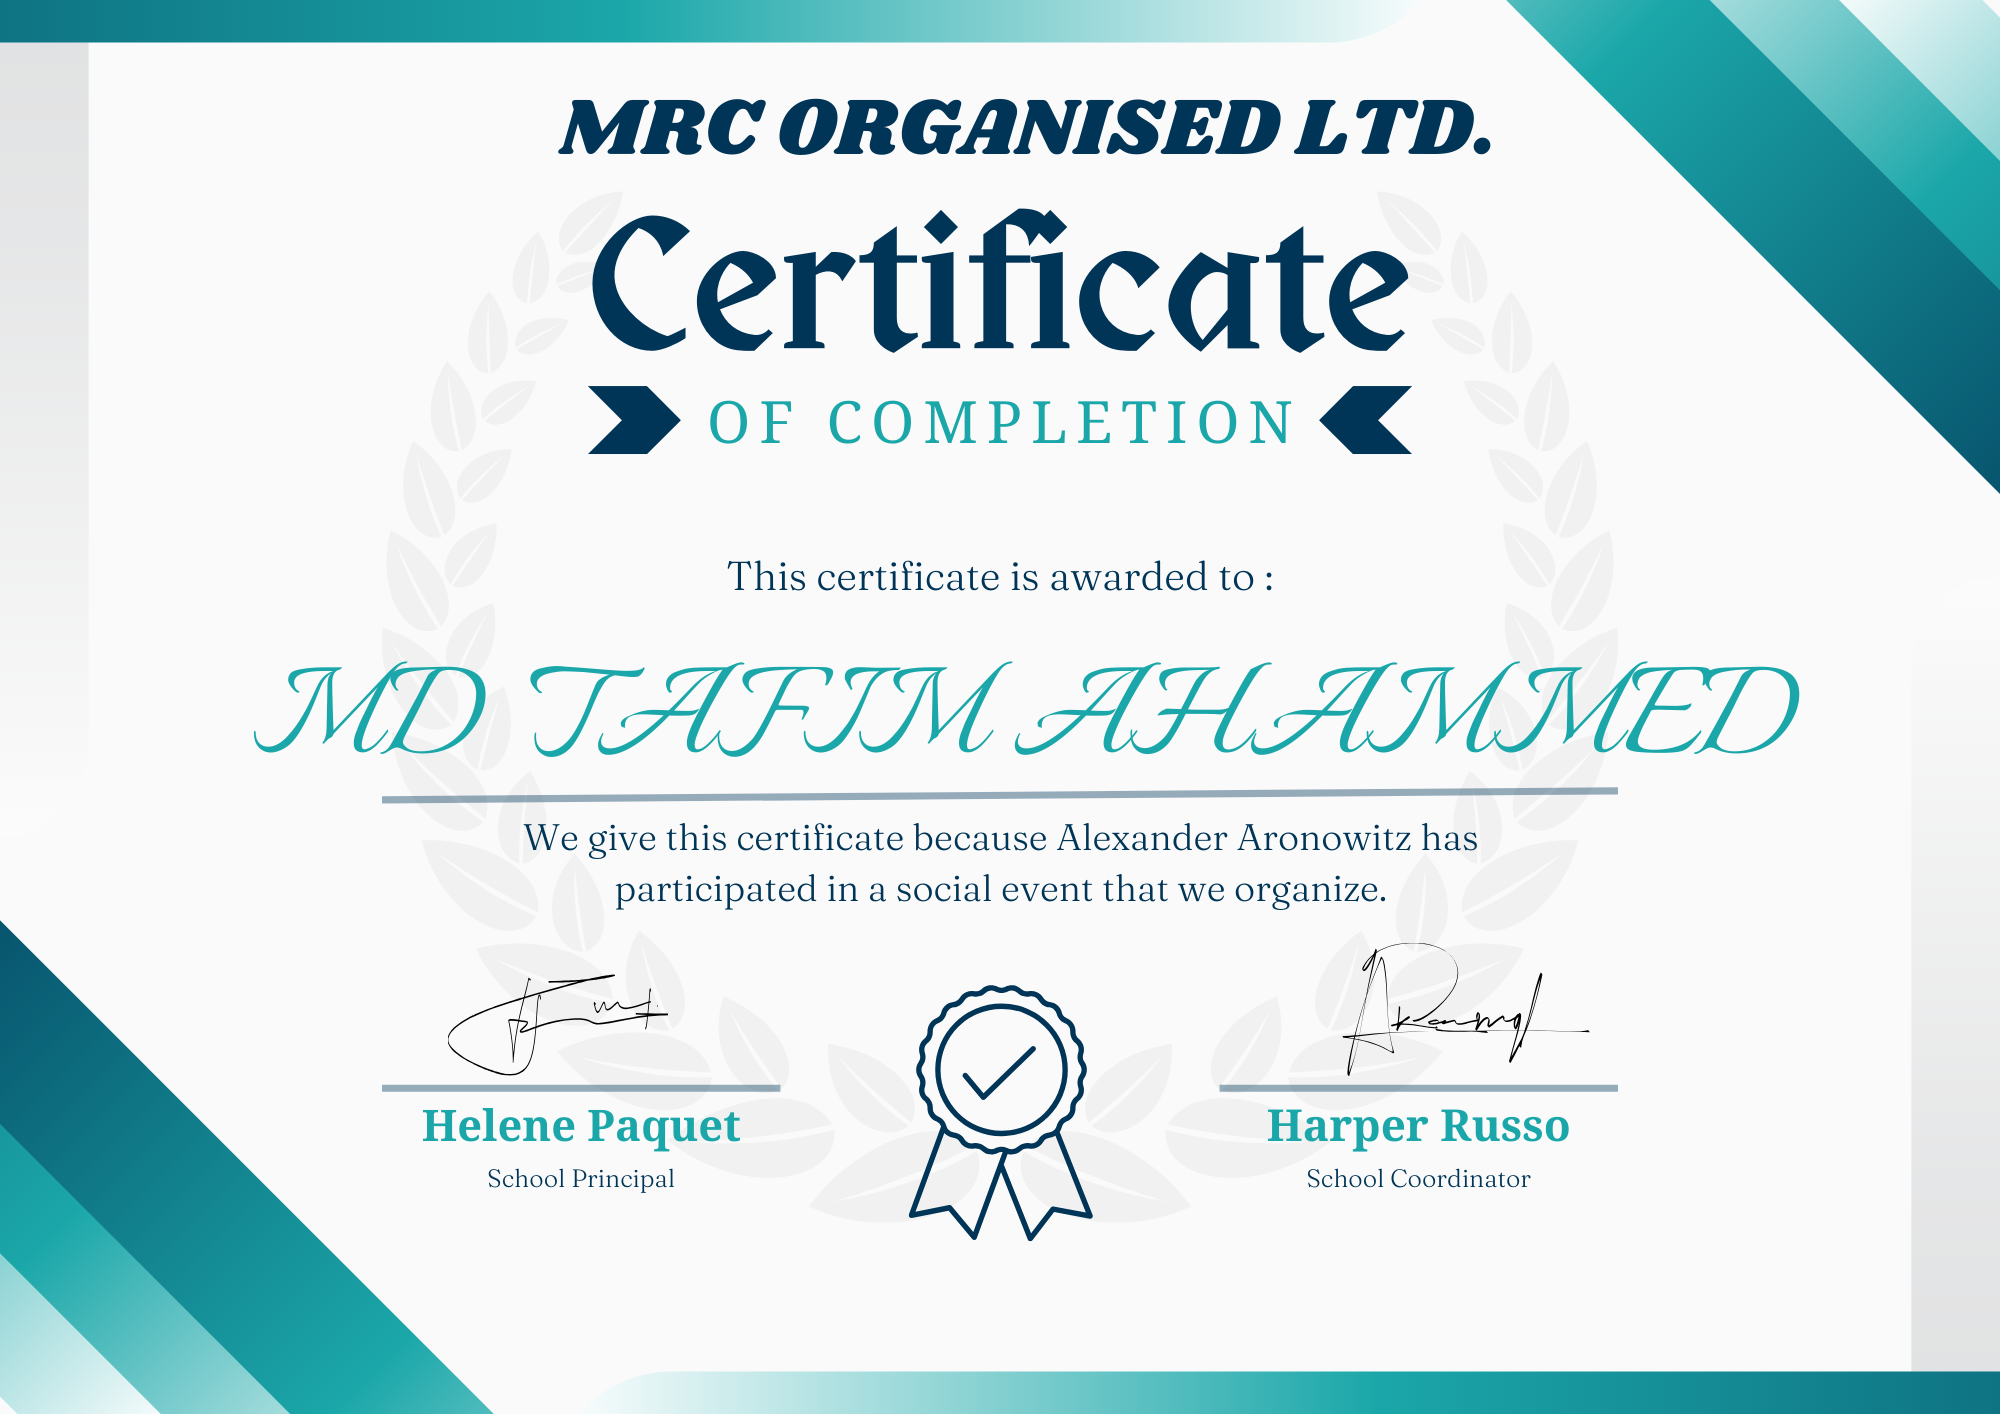 MRC ORGANISED LTD.
Certificate
OF COMPLETION
This certificate is awarded to :
MD TAFIM AHAMMED
We give this certificate because Alexander Aronowitz has
participated in a social event that we organize.
Helene Paquet
Harper Russo
School Principal
School Coordinator